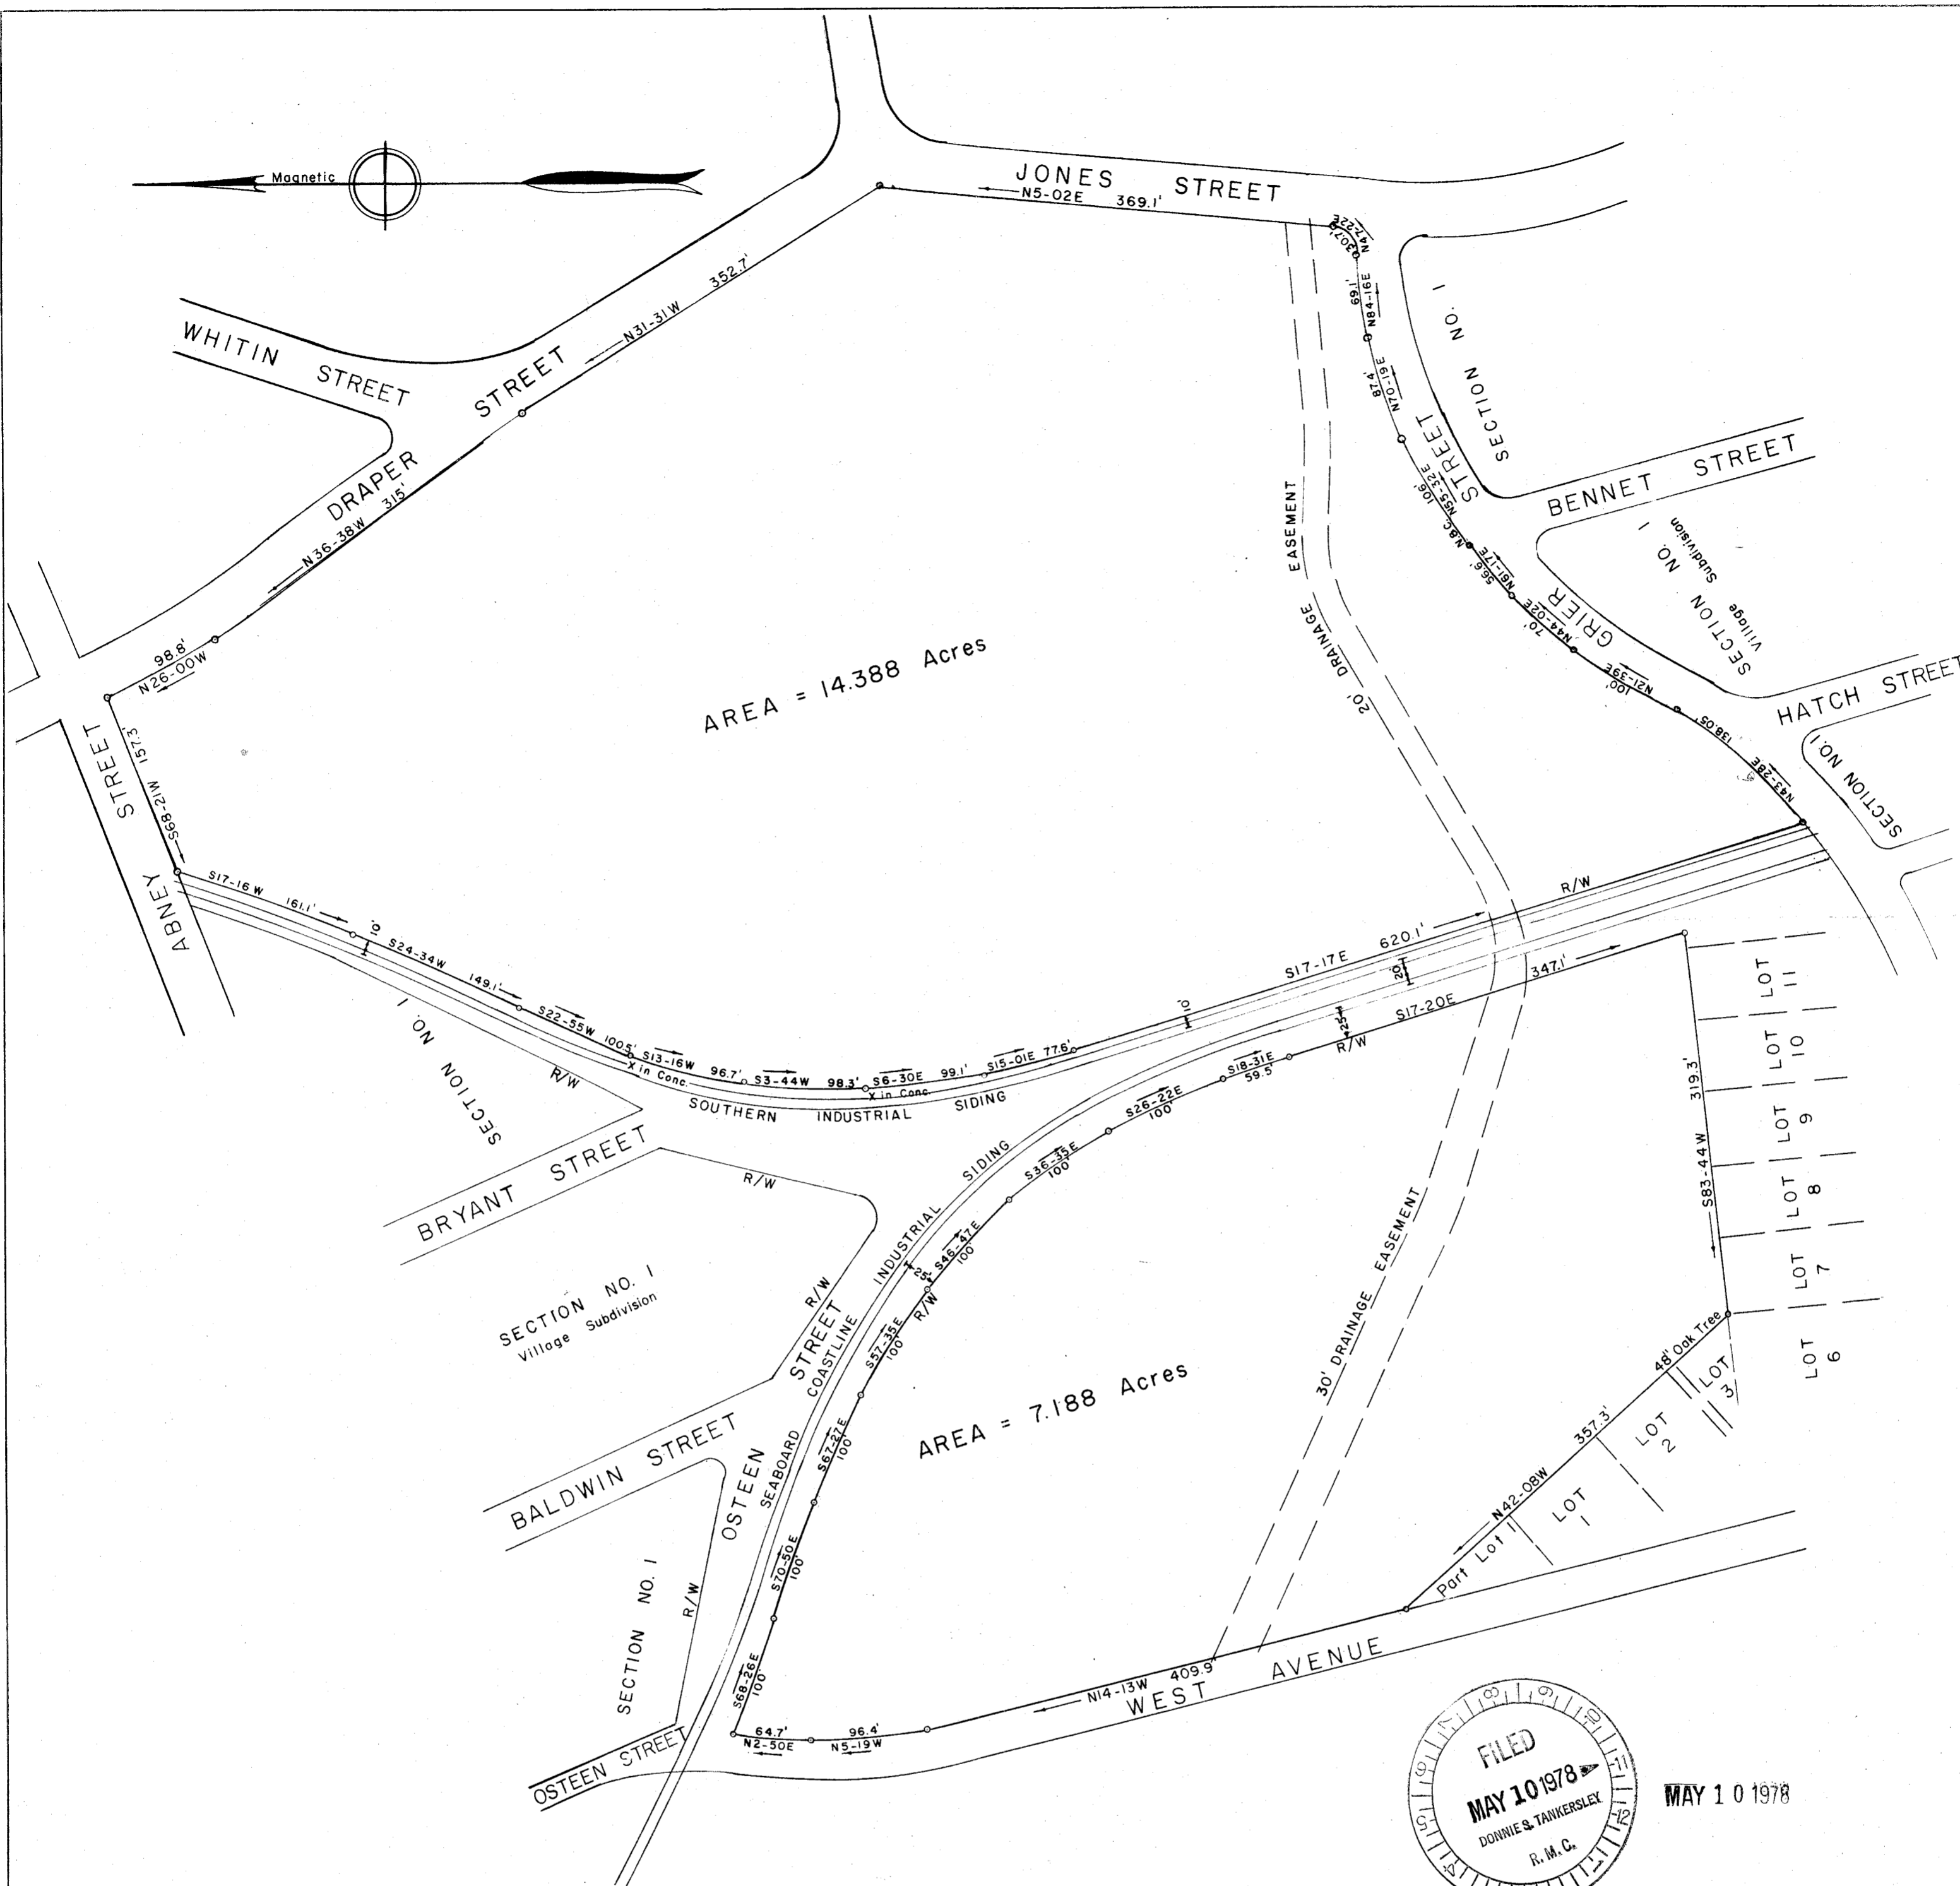 Magnetic
JONES STREET
N5-02E 369.1'
N47-22E
30.7'
69.1'
N84-16E
87.4'
N70-19E
106'
N55-32E
N.&C.
56.6'
N61-17E
70'
N44-02E
100'
N21-39E
138.05'
N43-28E
352.7'
N31-31W
WHITIN STREET
DRAPER STREET
N36-38W 315'
98.8'
N26-00W
ABNEY STREET
S68-21W 157.3'
SECTION NO. 1
GRIER STREET
BENNET STREET
SECTION NO. 1
Village Subdivision
HATCH STREET
SECTION NO. 1
20' DRAINAGE EASEMENT
AREA = 14.388 Acres
S17-16W 161.1'
10'
S24-34W 149.1'
S22-55W 100.5'
S13-16W 96.7'
X in Conc.
S3-44W 98.3'
S6-30E 99.1'
X in Conc.
S15-01E 77.6'
10'
S17-17E 620.1'
R/W
20'
SOUTHERN INDUSTRIAL SIDING
SECTION NO. 1
R/W
BRYANT STREET
R/W
R/W
SECTION NO. 1
Village Subdivision
BALDWIN STREET
OSTEEN STREET
SEABOARD COASTLINE INDUSTRIAL SIDING
SECTION NO. 1
R/W
OSTEEN STREET
S17-20E 347.1'
25'
R/W
S18-31E
59.5'
S26-22E
100'
S36-35E
100'
S46-47E
100'
25'
R/W
S57-35E
100'
S67-27E
100'
S70-50E
100'
S68-26E
100'
AREA = 7.188 Acres
30' DRAINAGE EASEMENT
319.3'
S83-44W
LOT 11
LOT 10
LOT 9
LOT 8
LOT 7
LOT 6
48" Oak Tree
LOT 3
LOT 2
LOT 1
Part Lot 1
357.3'
N42-08W
64.7'
N2-50E
96.4'
N5-19W
N14-13W 409.9'
WEST AVENUE
FILED
MAY 10 1978
DONNIE S. TANKERSLEY
R. M. C.
MAY 10 1978